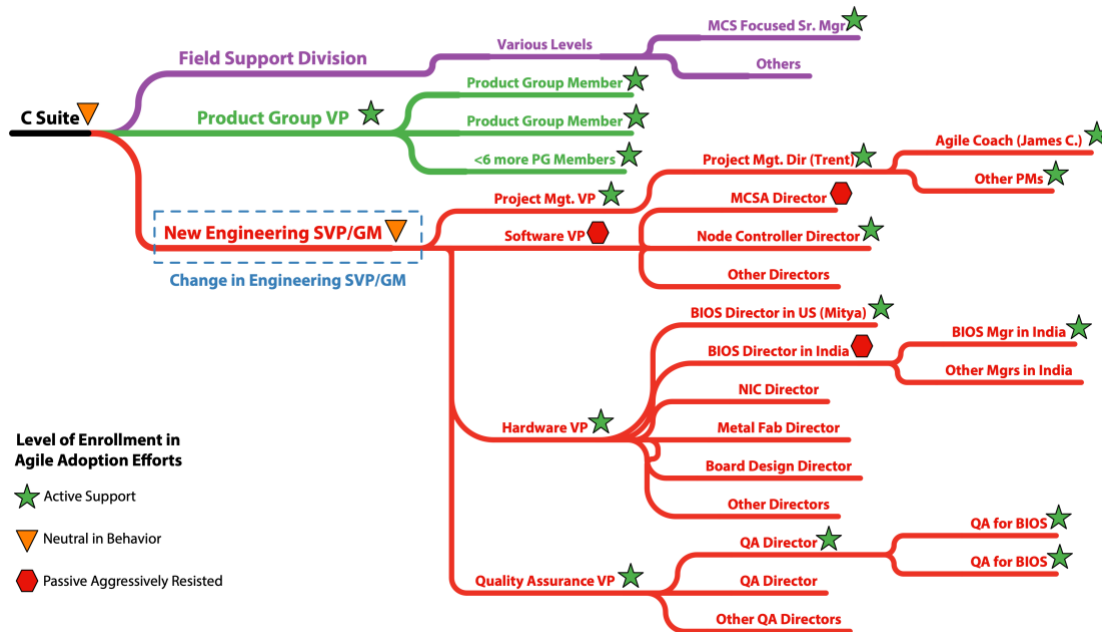 MCS Focused Sr. Mgr
Various Levels
Field Support Division
Others
Product Group Member
C Suite
Product Group VP
Product Group Member
<6 more PG Members
Agile Coach (James C.)
Project Mgt. Dir (Trent)
Other PMs
Project Mgt. VP
MCSA Director
New Engineering SVP/GM
Software VP
Node Controller Director
Change in Engineering SVP/GM
Other Directors
BIOS Director in US (Mitya)
BIOS Mgr in India
BIOS Director in India
Other Mgrs in India
NIC Director
Hardware VP
Metal Fab Director
Board Design Director
Other Directors
Level of Enrollment in
Agile Adoption Efforts
Active Support
Neutral in Behavior
Passive Aggressively Resisted
QA for BIOS
QA Director
QA for BIOS
Quality Assurance VP
QA Director
Other QA Directors